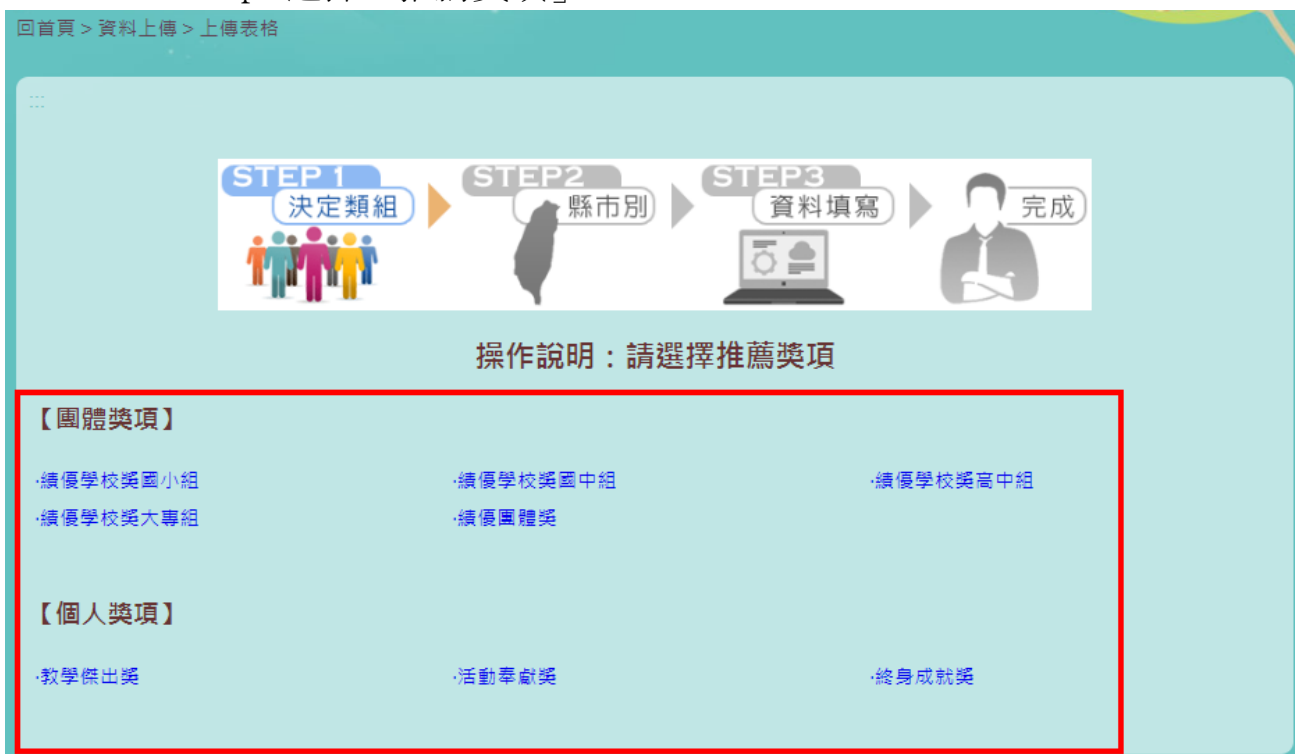 回首頁 > 資料上傳 > 上傳表格
:::
STEP 1 STEP2 STEP3
決定類組 縣市別 資料填寫 完成
操作說明：請選擇推薦獎項
【團體獎項】
·績優學校獎國小組 ·績優學校獎國中組 ·績優學校獎高中組
·績優學校獎大專組 ·績優團體獎
【個人獎項】
·教學傑出獎 ·活動奉獻獎 ·終身成就獎